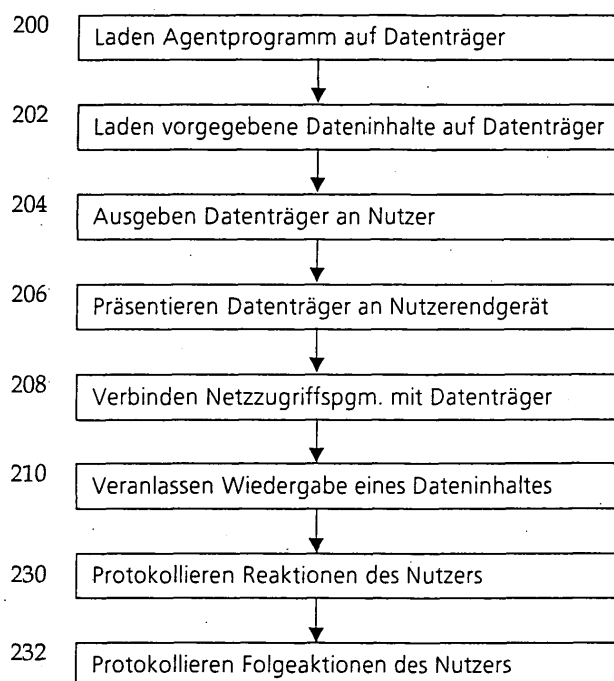 200 Laden Agentprogramm auf Datenträger
202 Laden vorgegebene Dateninhalte auf Datenträger
204 Ausgeben Datenträger an Nutzer
206 Präsentieren Datenträger an Nutzerendgerät
208 Verbinden Netzzugriffspgm. mit Datenträger
210 Veranlassen Wiedergabe eines Dateninhaltes
230 Protokollieren Reaktionen des Nutzers
232 Protokollieren Folgeaktionen des Nutzers